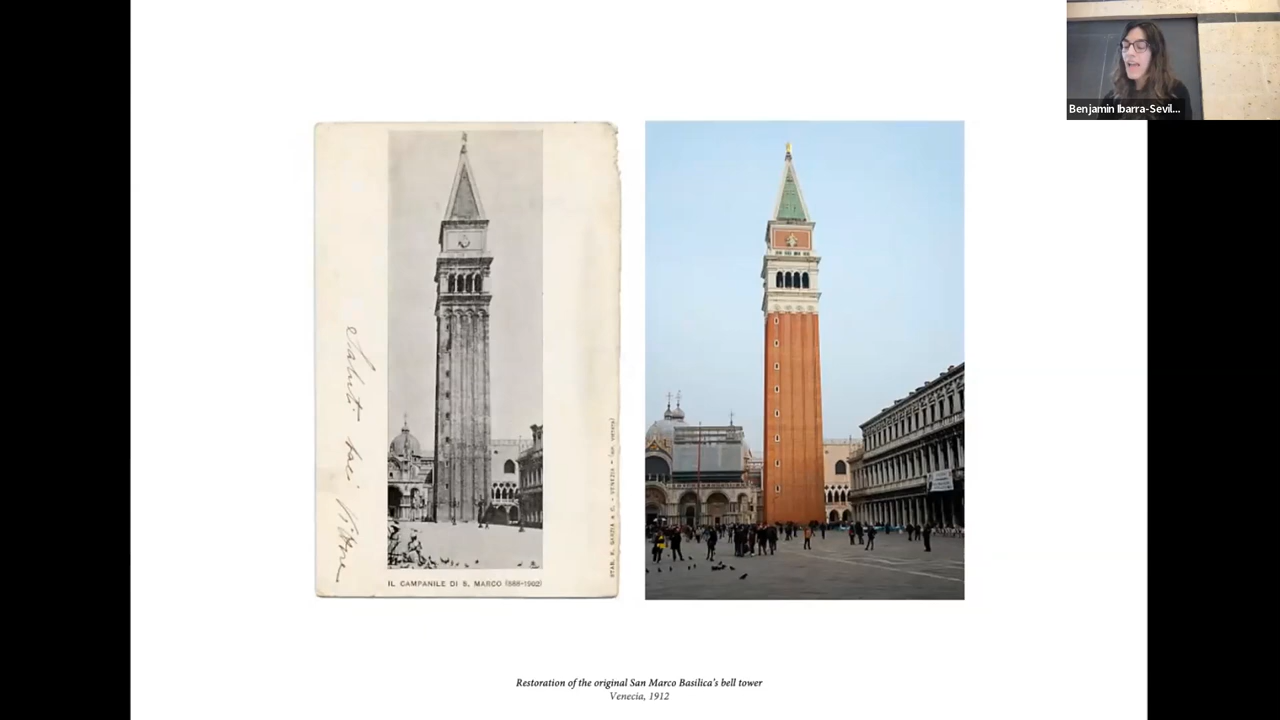 Benjamin Ibarra-Sevil...
Saluti
IL CAMPANILE DI S. MARCO (888-1902)
Restoration of the original San Marco Basilica's bell tower
Venecia, 1912